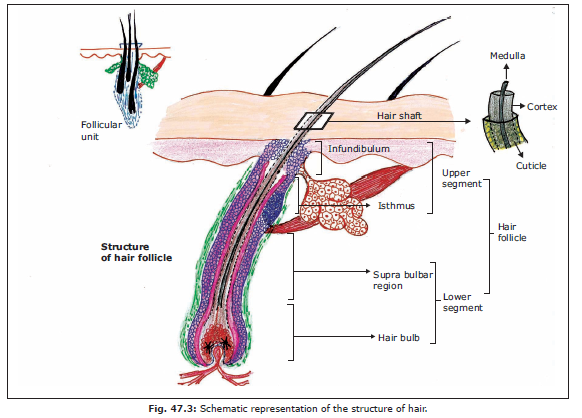 Medulla
Cortex
Cuticle
Hair shaft
Follicular
unit
Infundibulum
Upper
segment
Isthmus
Hair
follicle
Structure
of hair follicle
Supra bulbar
region
Lower
segment
Hair bulb
Fig. 47.3: Schematic representation of the structure of hair.